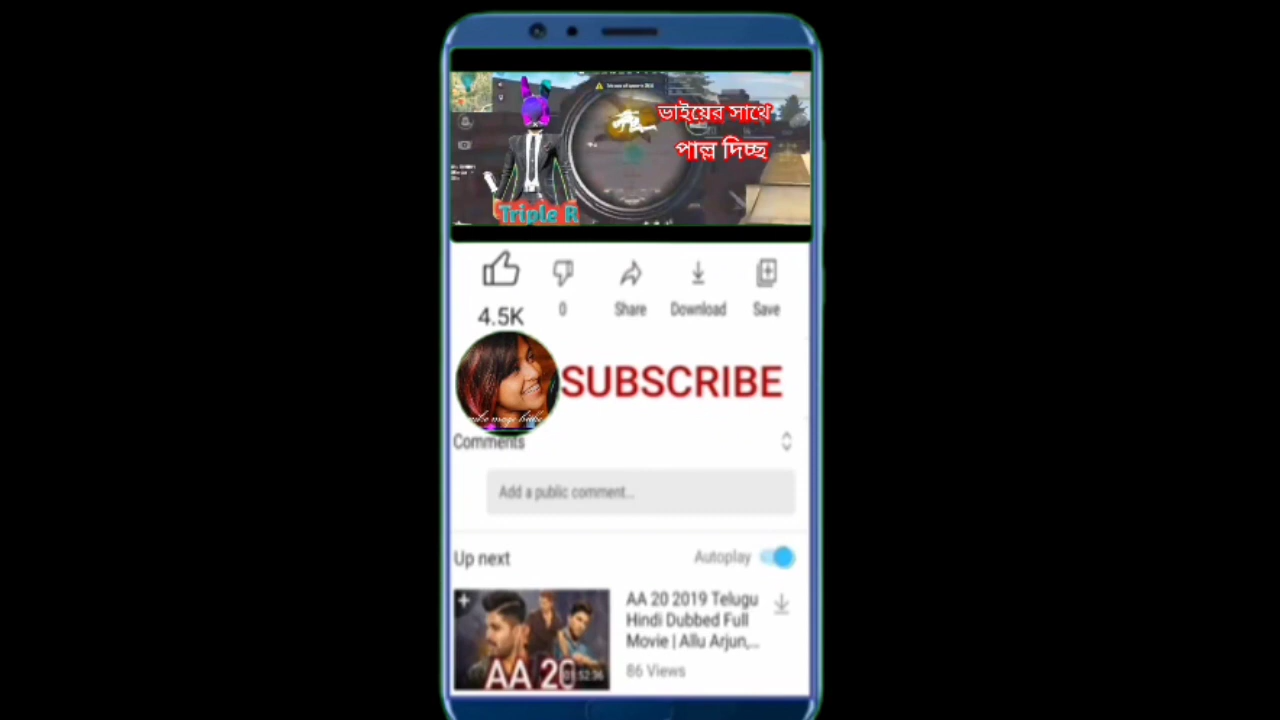 ভাইয়ের সাথে
পাল্ল দিচ্ছ
Triple R
4.5K
0
Share
Download
Save
SUBSCRIBE
Comments
Add a public comment...
Up next
Autoplay
AA 20 2019 Telugu
Hindi Dubbed Full
Movie | Allu Arjun,...
86 Views
AA 20